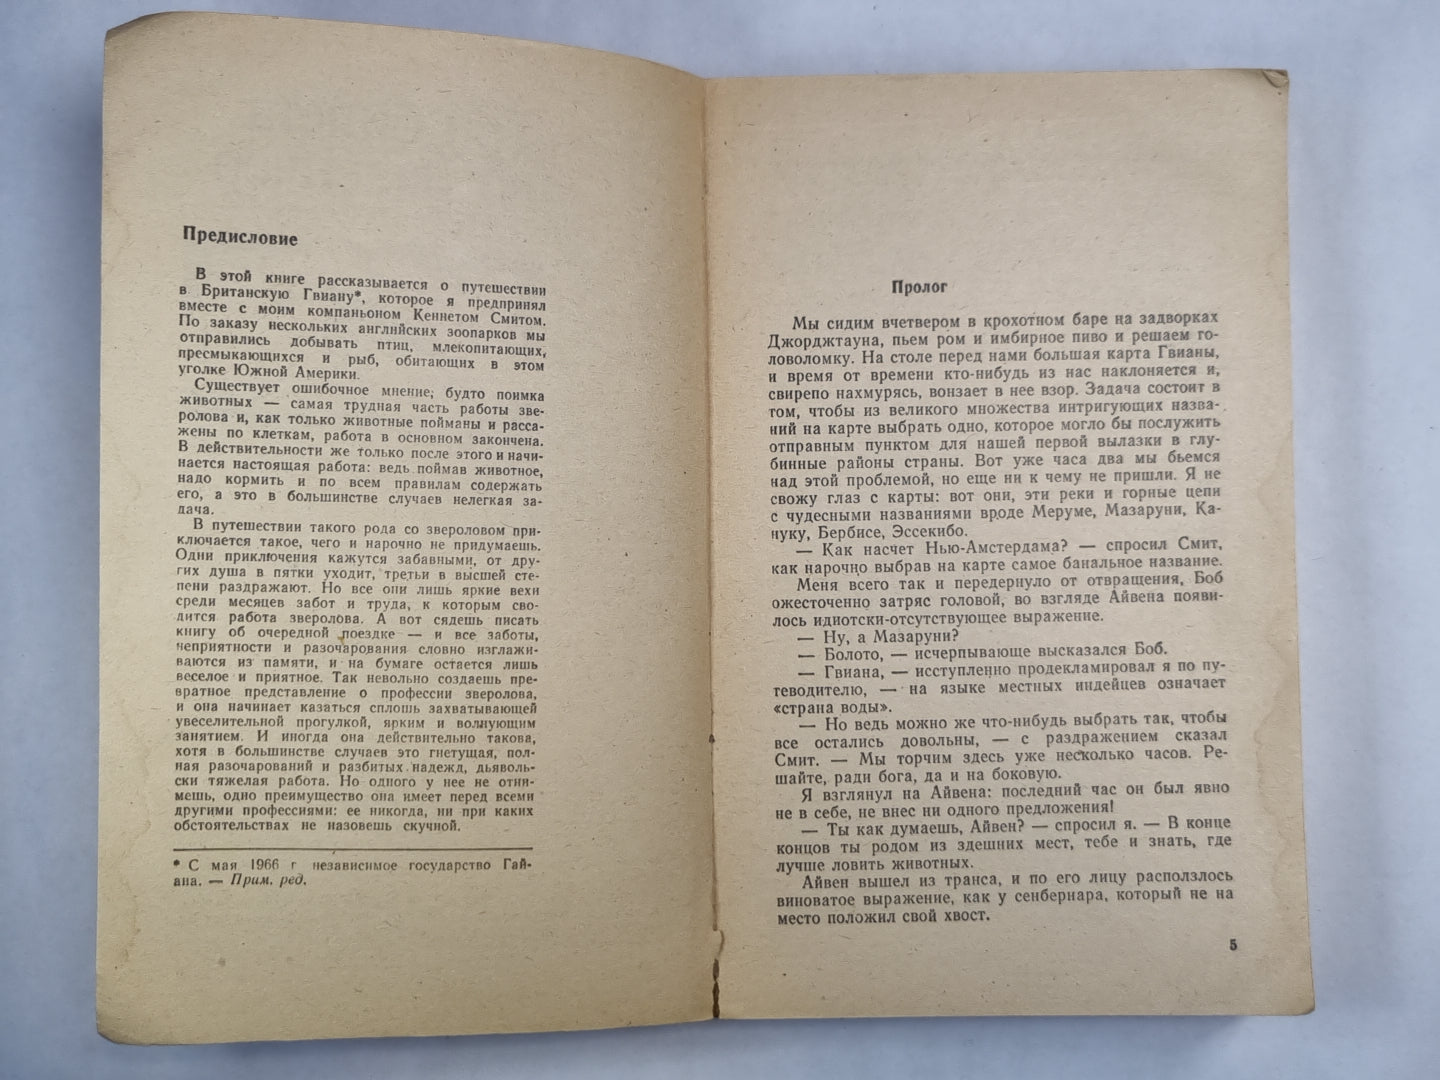 Предисловие
В этой книге рассказывается о путешествии
в Британскую Гвиану*, которое я предпринял
вместе с моим компаньоном Кеннетом Смитом.
По заказу нескольких английских зоопарков мы
отправились добывать птиц, млекопитающих,
пресмыкающихся и рыб, обитающих в этом
уголке Южной Америки.
Существует ошибочное мнение, будто поимка
животных — самая трудная часть работы зве-
ролова и, как только животные пойманы и расса-
жены по клеткам, работа в основном закончена.
В действительности же только после этого и начи-
нается настоящая работа: ведь поймав животное,
надо кормить и по всем правилам содержать
его, а это в большинстве случаев нелегкая за-
дача.
В путешествии такого рода со звероловом при-
ключается такое, чего и нарочно не придумаешь.
Одни приключения кажутся забавными, от дру-
гих душа в пятки уходит, третьи в высшей сте-
пени раздражают. Но все они лишь яркие вехи
среди месяцев забот и труда, к которым сво-
дится работа зверолова. А вот сядешь писать
книгу об очередной поездке — и все заботы,
неприятности и разочарования словно изглажи-
ваются из памяти, и на бумаге остается лишь
веселое и приятное. Так невольно создаешь пре-
вратное представление о профессии зверолова,
и она начинает казаться сплошь захватывающей
увеселительной прогулкой, ярким и волнующим
занятием. И иногда она действительно такова,
хотя в большинстве случаев это гнетущая, пол-
ная разочарований и разбитых надежд, дьяволь-
ски тяжелая работа. Но одного у нее не отни-
мешь, одно преимущество она имеет перед всеми
другими профессиями: ее никогда, ни при каких
обстоятельствах не назовешь скучной.
* С мая 1966 г независимое государство Гай-
ана. — Прим. ред.
Пролог
Мы сидим вчетвером в крохотном баре на задворках
Джорджтауна, пьем ром и имбирное пиво и решаем го-
ловоломку. На столе перед нами большая карта Гвианы,
и время от времени кто-нибудь из нас наклоняется и,
свирепо нахмурясь, вонзает в нее взор. Задача состоит в
том, чтобы из великого множества интригующих назва-
ний на карте выбрать одно, которое могло бы послужить
отправным пунктом для нашей первой вылазки в глу-
бинные районы страны. Вот уже часа два мы бьемся
над этой проблемой, но еще ни к чему не пришли. Я не
свожу глаз с карты: вот они, эти реки и горные цепи
с чудесными названиями вроде Меруме, Мазаруни, Ка-
нуку, Бербисе, Эссекибо.
— Как насчет Нью-Амстердама? — спросил Смит,
как нарочно выбрав на карте самое банальное название.
Меня всего так и передернуло от отвращения, Боб
ожесточенно затряс головой, во взгляде Айвена появи-
лось идиотски-отсутствующее выражение.
— Ну, а Мазаруни?
— Болото, — исчерпывающе высказался Боб.
— Гвиана, — исступленно продекламировал я по пу-
теводителю, — на языке местных индейцев означает
«страна воды».
— Но ведь можно же что-нибудь выбрать так, чтобы
все остались довольны, — с раздражением сказал
Смит. — Мы торчим здесь уже несколько часов. Ре-
шайте, ради бога, да и на боковую.
Я взглянул на Айвена: последний час он был явно
не в себе, не внес ни одного предложения!
— Ты как думаешь, Айвен? — спросил я. — В конце
концов ты родом из здешних мест, тебе и знать, где
лучше ловить животных.
Айвен вышел из транса, и по его лицу расползлось
виноватое выражение, как у сенбернара, который не на
место положил свой хвост.
5